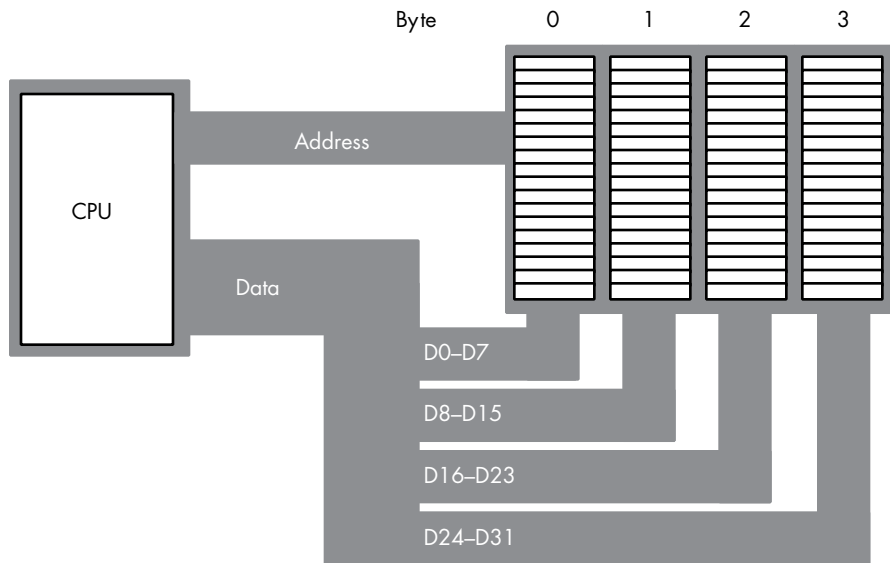 Byte 0 1 2 3
Address
CPU
Data
D0–D7
D8–D15
D16–D23
D24–D31